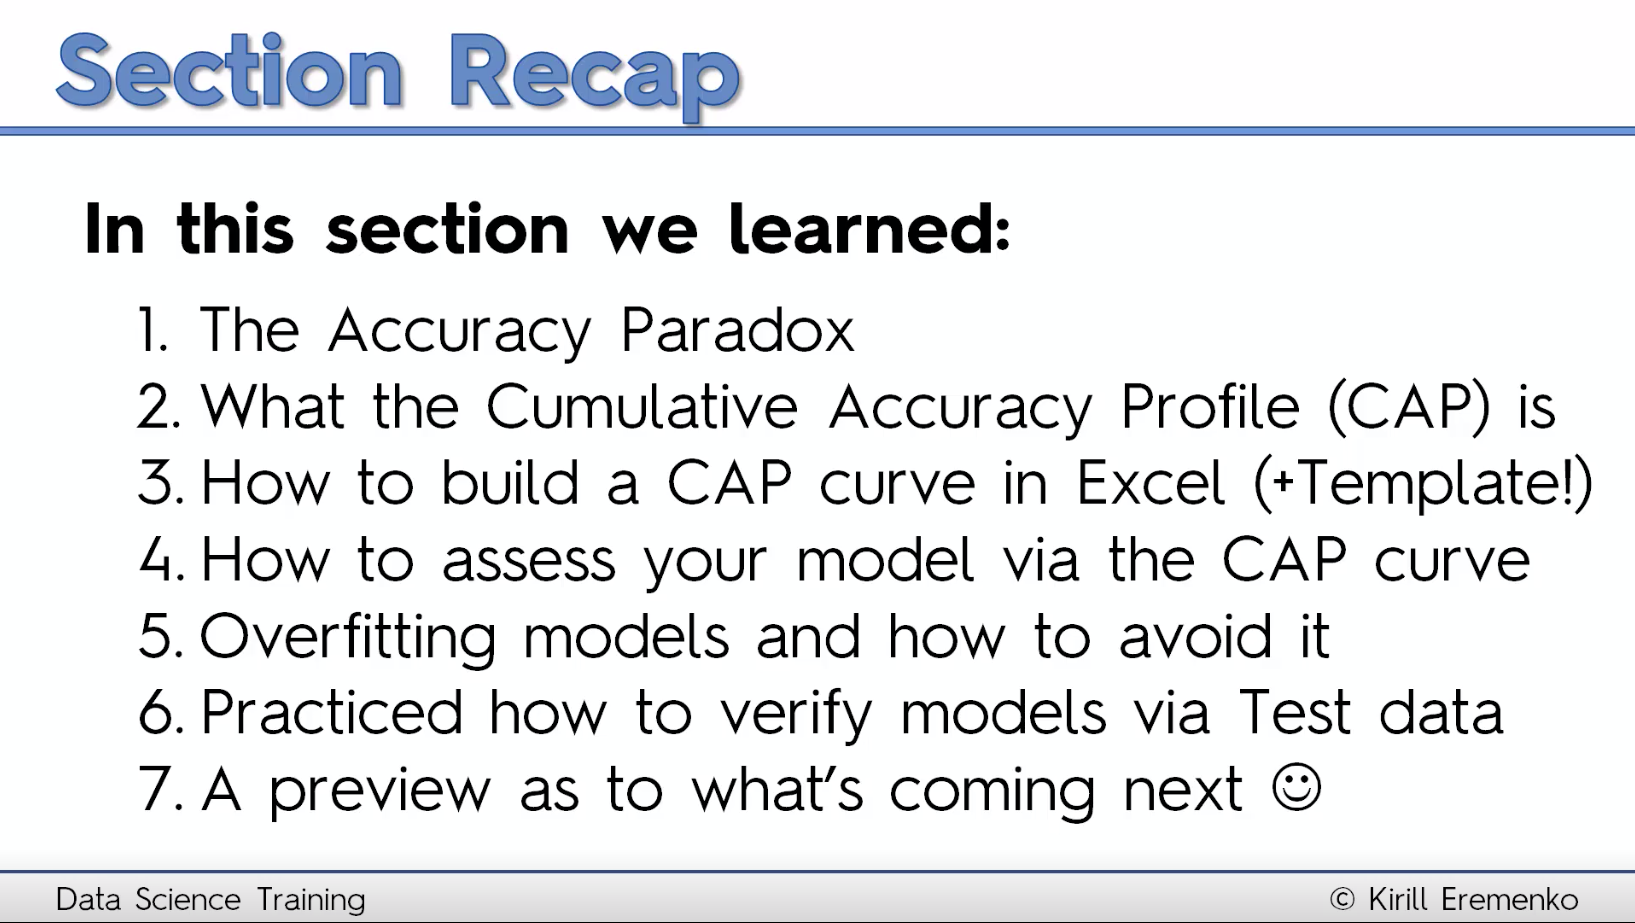 Section Recap
In this section we learned:
1. The Accuracy Paradox
2. What the Cumulative Accuracy Profile (CAP) is
3. How to build a CAP curve in Excel (+Template!)
4. How to assess your model via the CAP curve
5. Overfitting models and how to avoid it
6. Practiced how to verify models via Test data
7. A preview as to what's coming next ☺
Data Science Training
© Kirill Eremenko